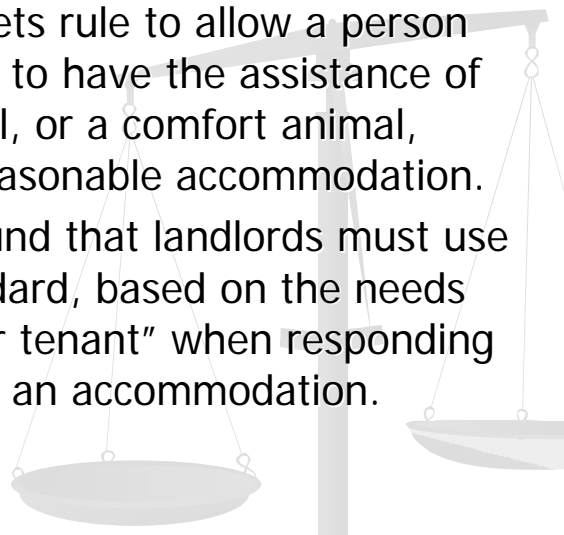 ets rule to allow a person
to have the assistance of
l, or a comfort animal,
easonable accommodation.
und that landlords must use
dard, based on the needs
r tenant” when responding
an accommodation.